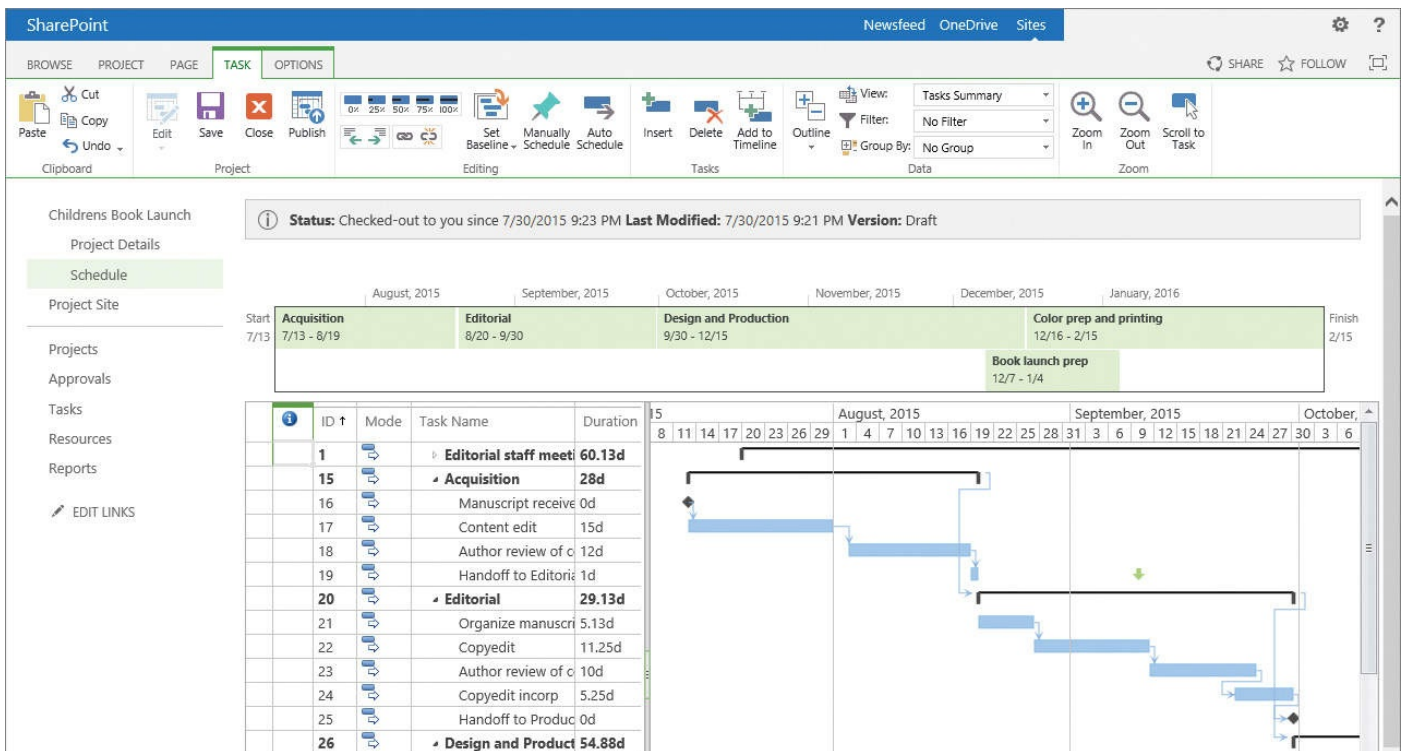 SharePoint Newsfeed OneDrive Sites ?
BROWSE PROJECT PAGE TASK OPTIONS SHARE FOLLOW
Paste Cut Copy Undo
Clipboard
Edit Save Close Publish
Project
0% 25% 50% 75% 100%
Set Baseline Manually Schedule Auto Schedule
Editing
Insert Delete Add to Timeline
Tasks
Outline
View: Tasks Summary
Filter: No Filter
Group By: No Group
Data
Zoom In Zoom Out Scroll to Task
Zoom
Childrens Book Launch
Project Details
Schedule
Project Site
Projects
Approvals
Tasks
Resources
Reports
EDIT LINKS
Status: Checked-out to you since 7/30/2015 9:23 PM Last Modified: 7/30/2015 9:21 PM Version: Draft
August, 2015 September, 2015 October, 2015 November, 2015 December, 2015 January, 2016
Start
7/13
Acquisition
7/13 - 8/19
Editorial
8/20 - 9/30
Design and Production
9/30 - 12/15
Color prep and printing
12/16 - 2/15
Finish
2/15
Book launch prep
12/7 - 1/4
ID Mode Task Name Duration
15 August, 2015 September, 2015 October,
8 11 14 17 20 23 26 29 1 4 7 10 13 16 19 22 25 28 31 3 6 9 12 15 18 21 24 27 30 3 6
1 Editorial staff meeti 60.13d
15 Acquisition 28d
16 Manuscript receive 0d
17 Content edit 15d
18 Author review of c 12d
19 Handoff to Editoria 1d
20 Editorial 29.13d
21 Organize manuscri 5.13d
22 Copyedit 11.25d
23 Author review of c 10d
24 Copyedit incorp 5.25d
25 Handoff to Produc 0d
26 Design and Product 54.88d